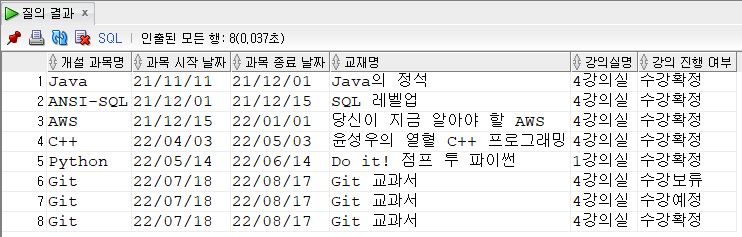 질의 결과 ×
SQL | 인출된 모든 행: 8(0,037초)
개설 과목명 과목 시작 날짜 과목 종료 날짜 교재명 강의실명 강의 진행 여부
1 Java 21/11/11 21/12/01 Java의 정석 4강의실 수강확정
2 ANSI-SQL 21/12/01 21/12/15 SQL 레벨업 4강의실 수강확정
3 AWS 21/12/15 22/01/01 당신이 지금 알아야 할 AWS 4강의실 수강확정
4 C++ 22/04/03 22/05/03 윤성우의 열혈 C++ 프로그래밍 4강의실 수강확정
5 Python 22/05/14 22/06/14 Do it! 점프 투 파이썬 1강의실 수강확정
6 Git 22/07/18 22/08/17 Git 교과서 4강의실 수강보류
7 Git 22/07/18 22/08/17 Git 교과서 4강의실 수강예정
8 Git 22/07/18 22/08/17 Git 교과서 4강의실 수강확정